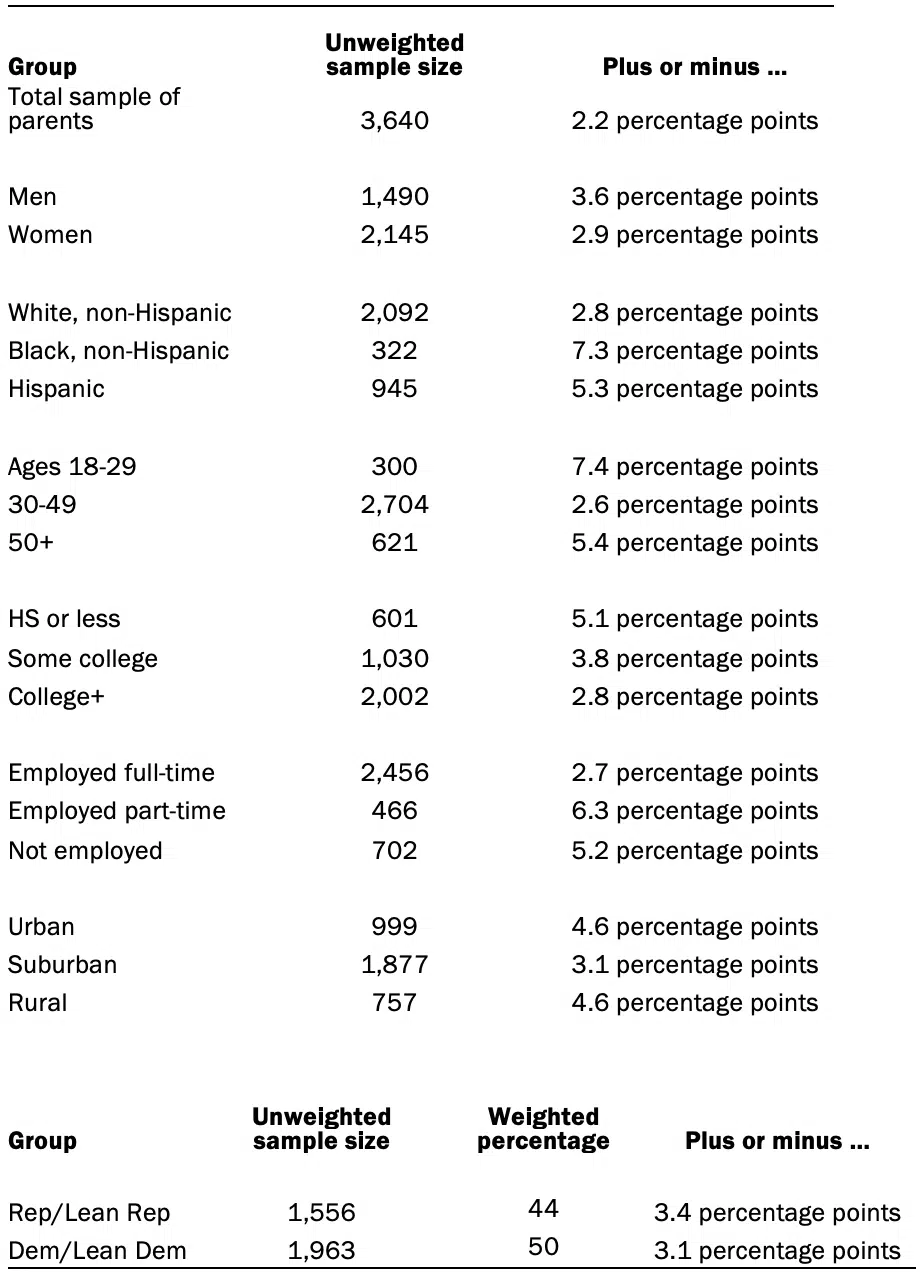 Group Unweighted sample size Plus or minus ...
Total sample of parents 3,640 2.2 percentage points
Men 1,490 3.6 percentage points
Women 2,145 2.9 percentage points
White, non-Hispanic 2,092 2.8 percentage points
Black, non-Hispanic 322 7.3 percentage points
Hispanic 945 5.3 percentage points
Ages 18-29 300 7.4 percentage points
30-49 2,704 2.6 percentage points
50+ 621 5.4 percentage points
HS or less 601 5.1 percentage points
Some college 1,030 3.8 percentage points
College+ 2,002 2.8 percentage points
Employed full-time 2,456 2.7 percentage points
Employed part-time 466 6.3 percentage points
Not employed 702 5.2 percentage points
Urban 999 4.6 percentage points
Suburban 1,877 3.1 percentage points
Rural 757 4.6 percentage points
Group Unweighted sample size Weighted percentage Plus or minus ...
Rep/Lean Rep 1,556 44 3.4 percentage points
Dem/Lean Dem 1,963 50 3.1 percentage points